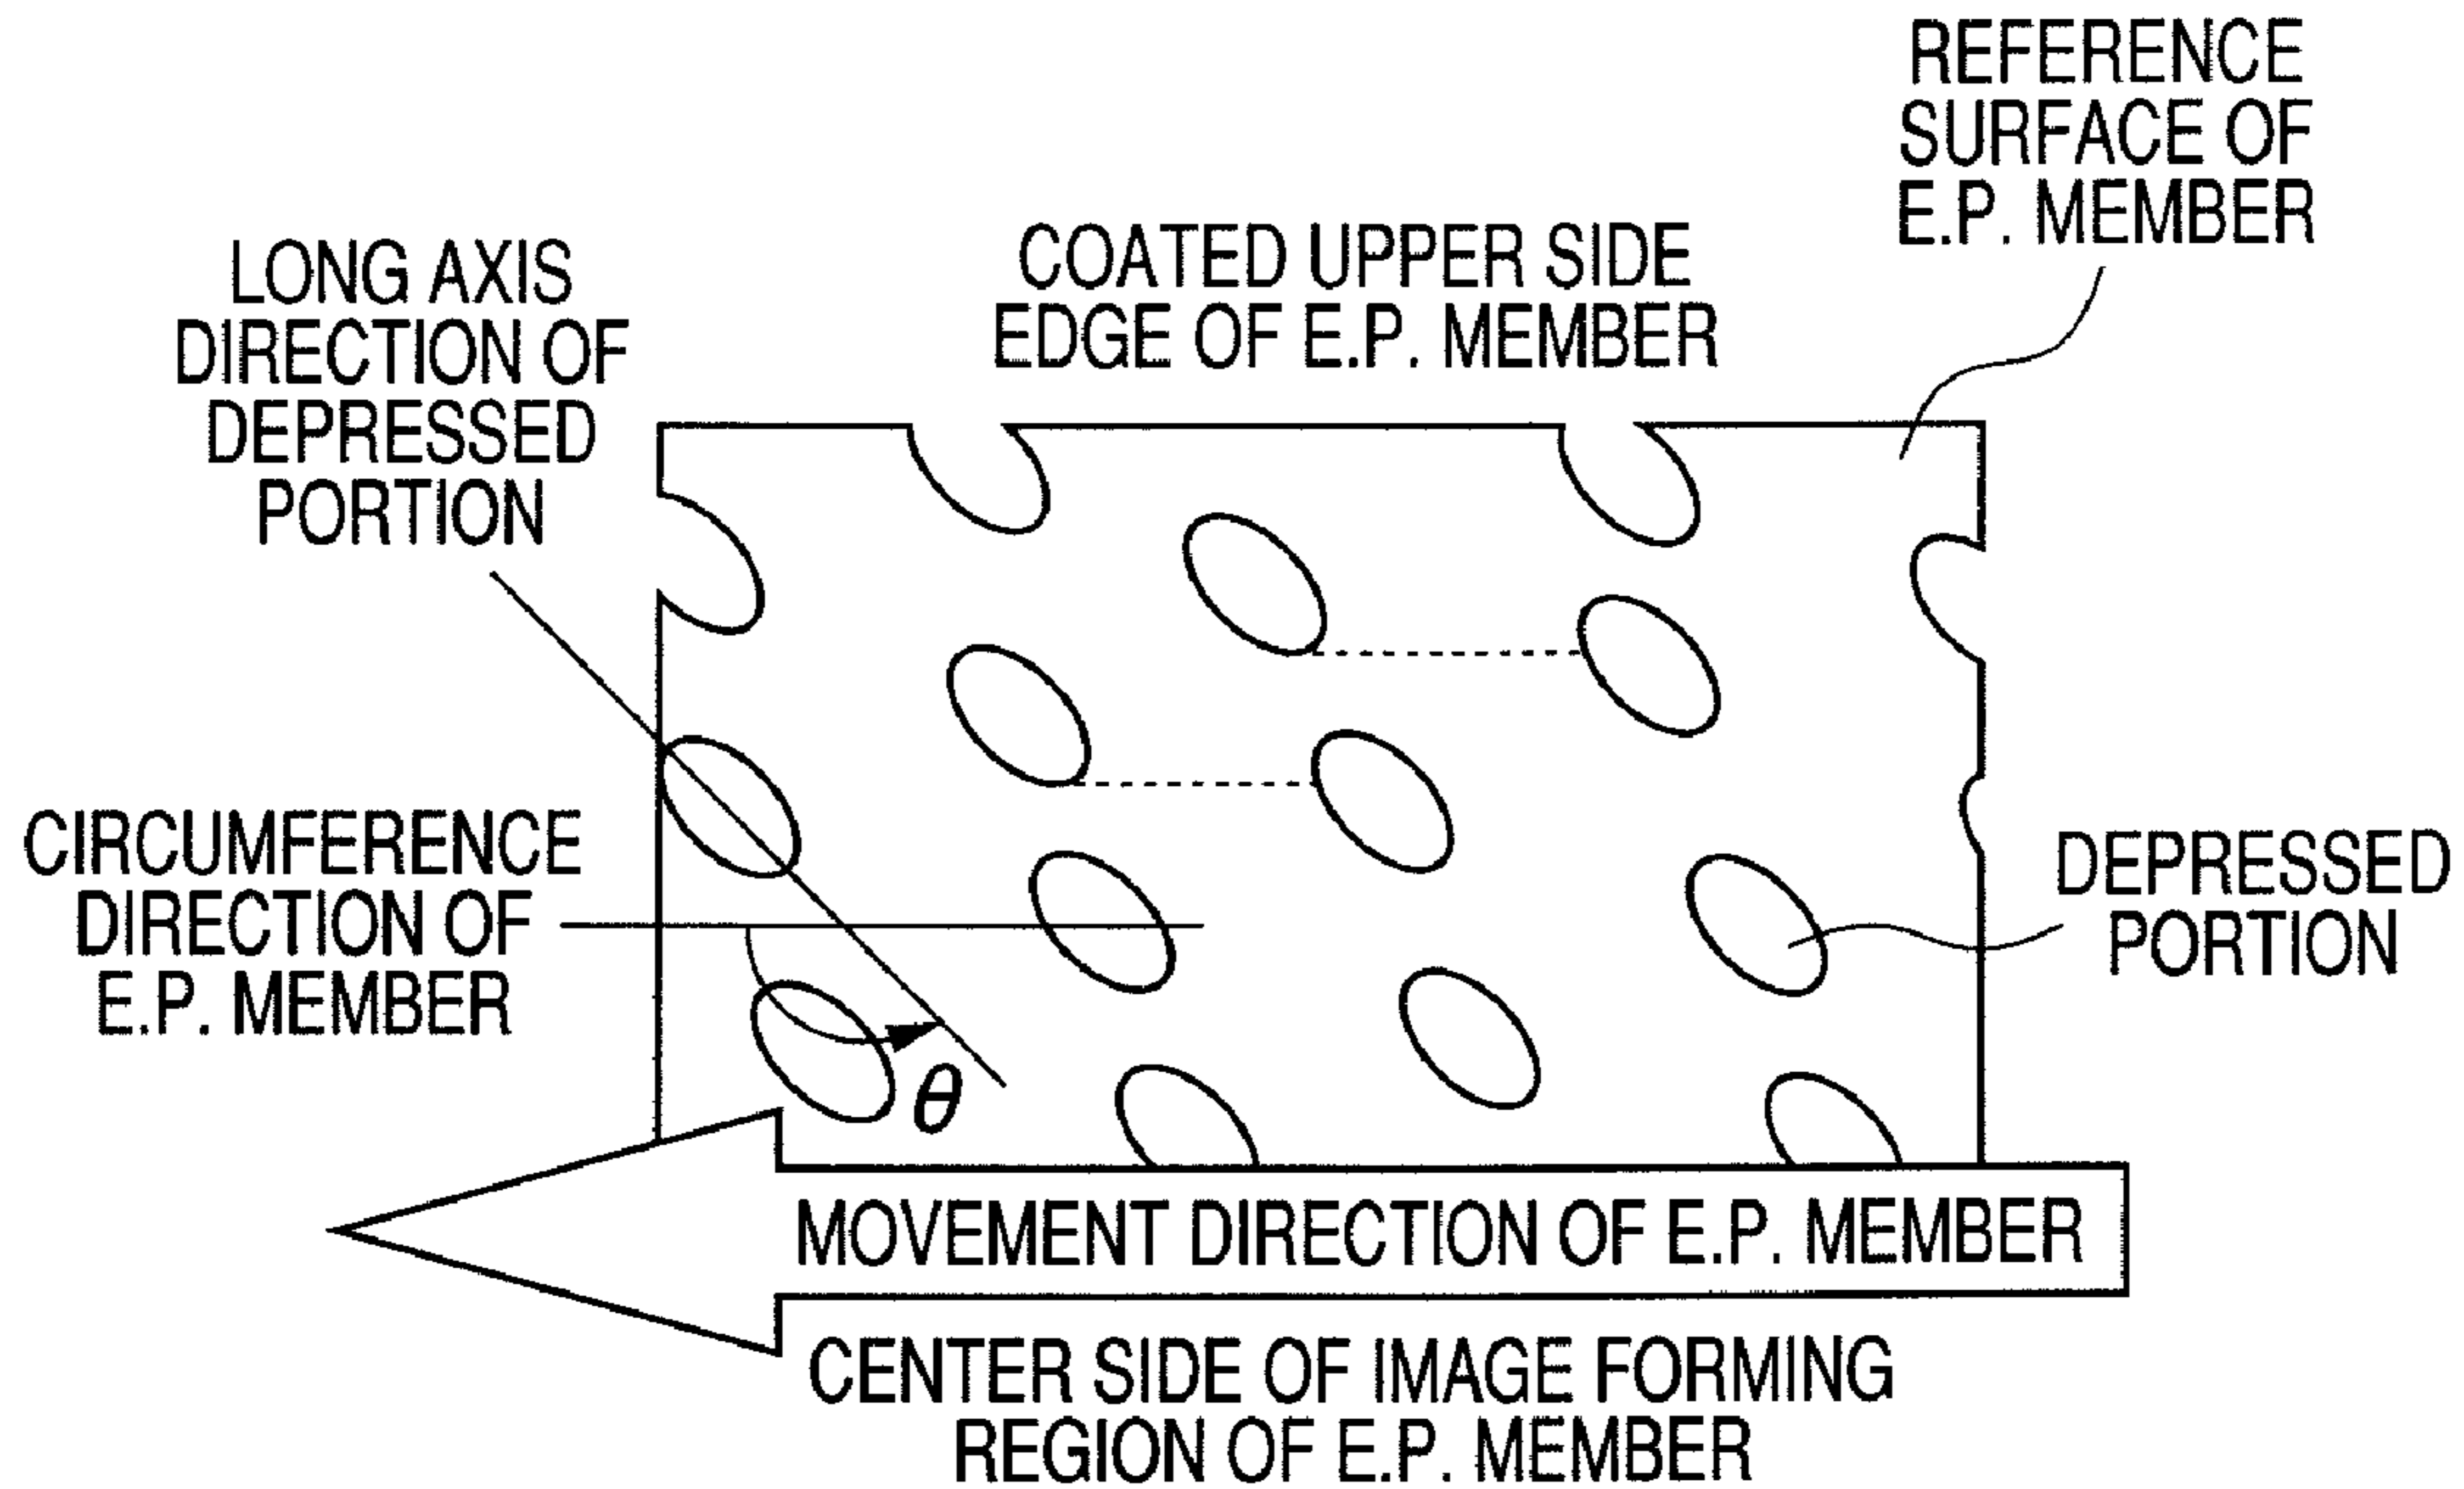 REFERENCE
SURFACE OF
E.P. MEMBER
COATED UPPER SIDE
EDGE OF E.P. MEMBER
LONG AXIS
DIRECTION OF
DEPRESSED
PORTION
CIRCUMFERENCE
DIRECTION OF
E.P. MEMBER
DEPRESSED
PORTION
θ
MOVEMENT DIRECTION OF E.P. MEMBER
CENTER SIDE OF IMAGE FORMING
REGION OF E.P. MEMBER